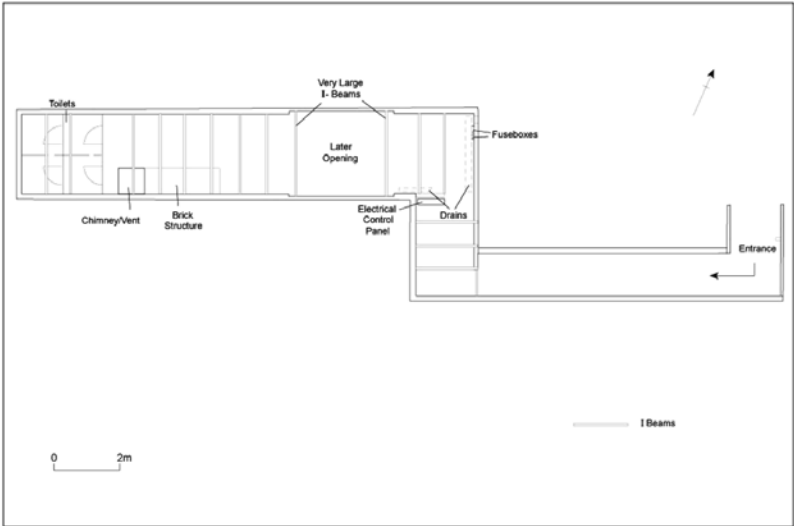 Very Large
I- Beams
Toilets
Fuseboxes
Later
Opening
Chimney/Vent
Brick
Structure
Electrical
Control
Panel
Drains
Entrance
I Beams
0 2m